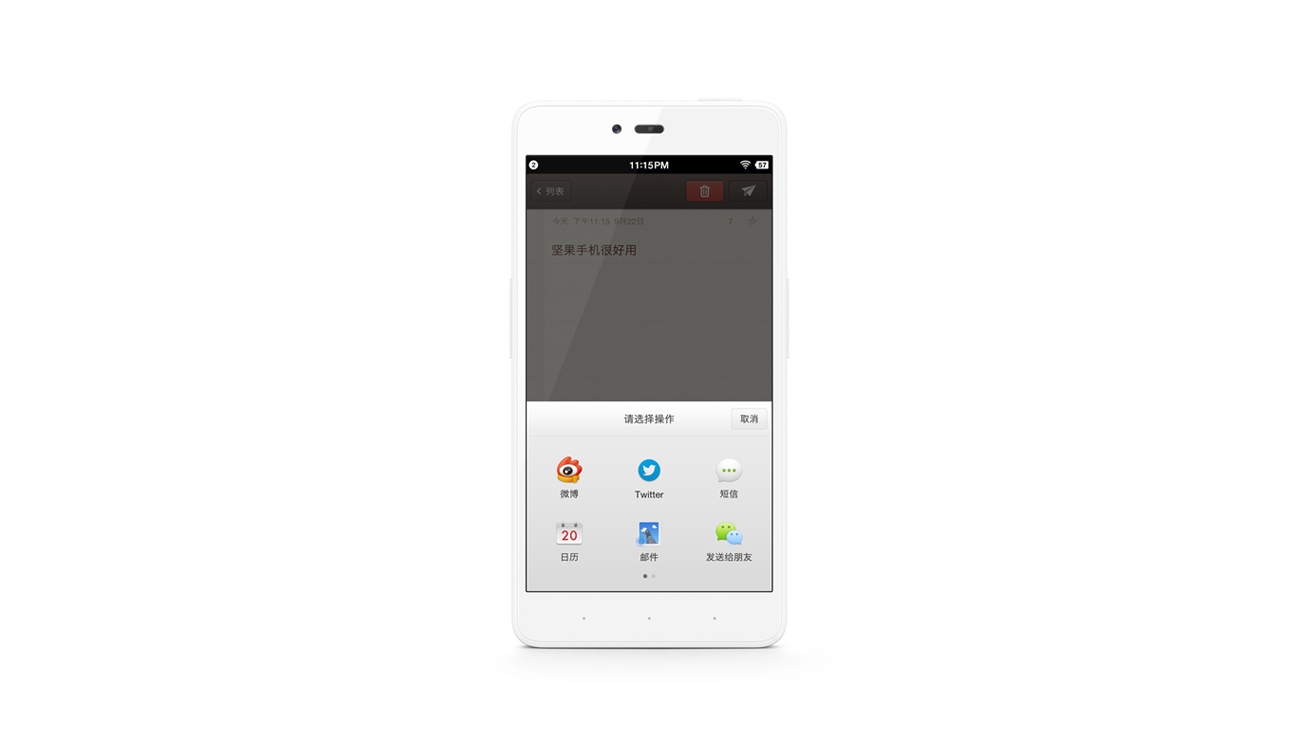 2
11:15PM
57
列表
今天 下午11:15 9月22日
7
坚果手机很好用
请选择操作
取消
微博
Twitter
短信
20
日历
邮件
发送给朋友